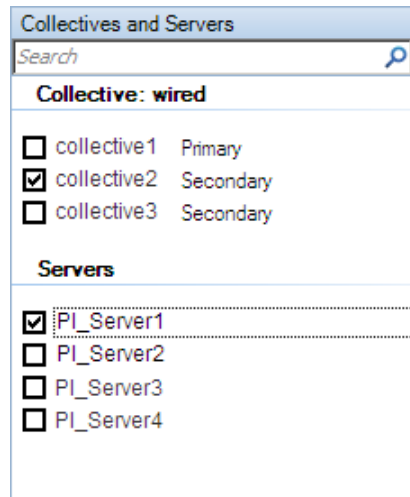 Collectives and Servers
Search
Collective: wired
collective1 Primary
collective2 Secondary
collective3 Secondary
Servers
PI_Server1
PI_Server2
PI_Server3
PI_Server4